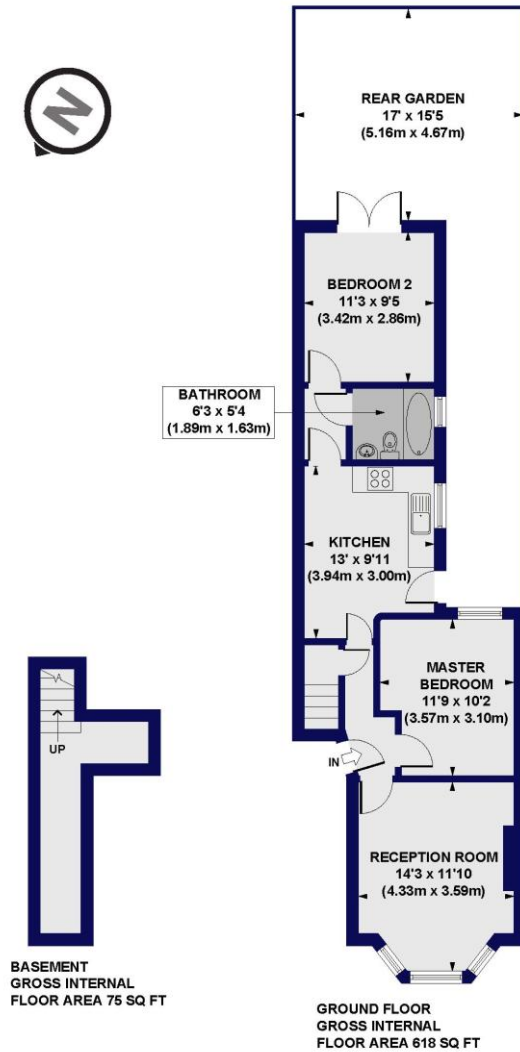 N
REAR GARDEN
17' x 15'5
(5.16m x 4.67m)
BEDROOM 2
11'3 x 9'5
(3.42m x 2.86m)
BATHROOM
6'3 x 5'4
(1.89m x 1.63m)
KITCHEN
13' x 9'11
(3.94m x 3.00m)
MASTER
BEDROOM
11'9 x 10'2
(3.57m x 3.10m)
UP
IN
RECEPTION ROOM
14'3 x 11'10
(4.33m x 3.59m)
BASEMENT
GROSS INTERNAL
FLOOR AREA 75 SQ FT
GROUND FLOOR
GROSS INTERNAL
FLOOR AREA 618 SQ FT